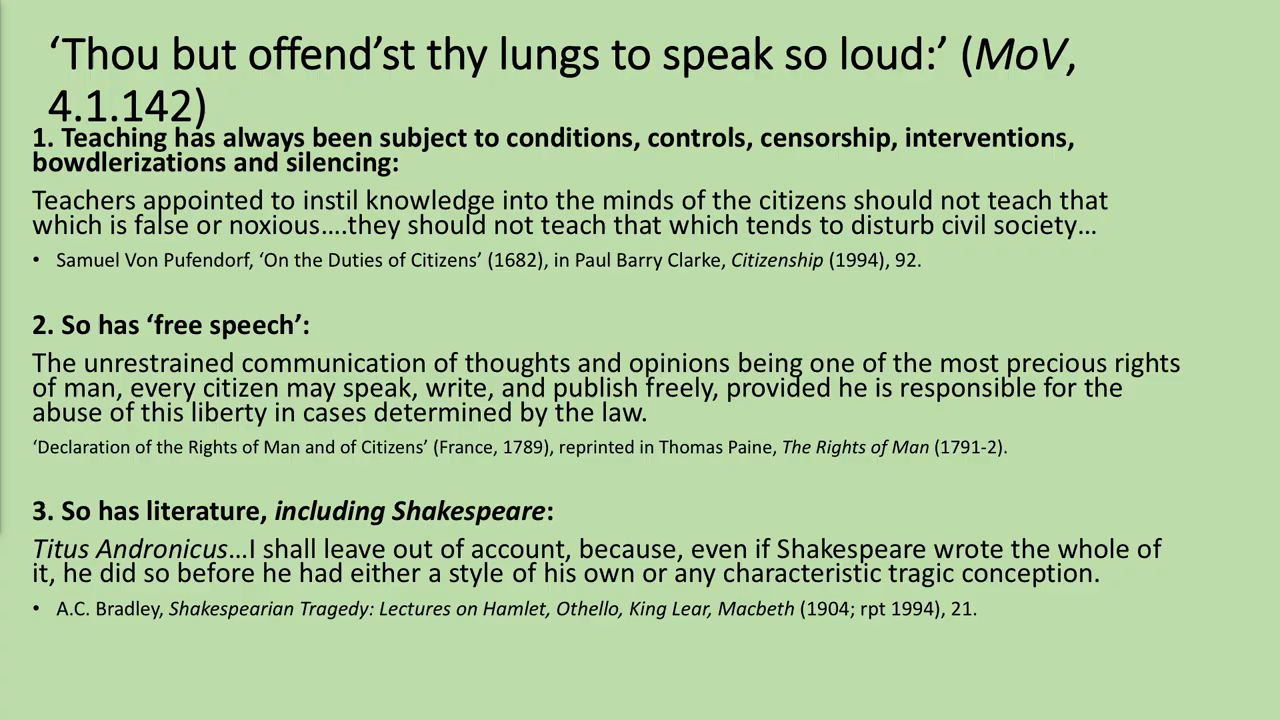 ‘Thou but offend’st thy lungs to speak so loud:’ (MoV,
4.1.142)
1. Teaching has always been subject to conditions, controls, censorship, interventions,
bowdlerizations and silencing:
Teachers appointed to instil knowledge into the minds of the citizens should not teach that
which is false or noxious….they should not teach that which tends to disturb civil society…
• Samuel Von Pufendorf, ‘On the Duties of Citizens’ (1682), in Paul Barry Clarke, Citizenship (1994), 92.
2. So has ‘free speech’:
The unrestrained communication of thoughts and opinions being one of the most precious rights
of man, every citizen may speak, write, and publish freely, provided he is responsible for the
abuse of this liberty in cases determined by the law.
‘Declaration of the Rights of Man and of Citizens’ (France, 1789), reprinted in Thomas Paine, The Rights of Man (1791-2).
3. So has literature, including Shakespeare:
Titus Andronicus…I shall leave out of account, because, even if Shakespeare wrote the whole of
it, he did so before he had either a style of his own or any characteristic tragic conception.
• A.C. Bradley, Shakespearian Tragedy: Lectures on Hamlet, Othello, King Lear, Macbeth (1904; rpt 1994), 21.